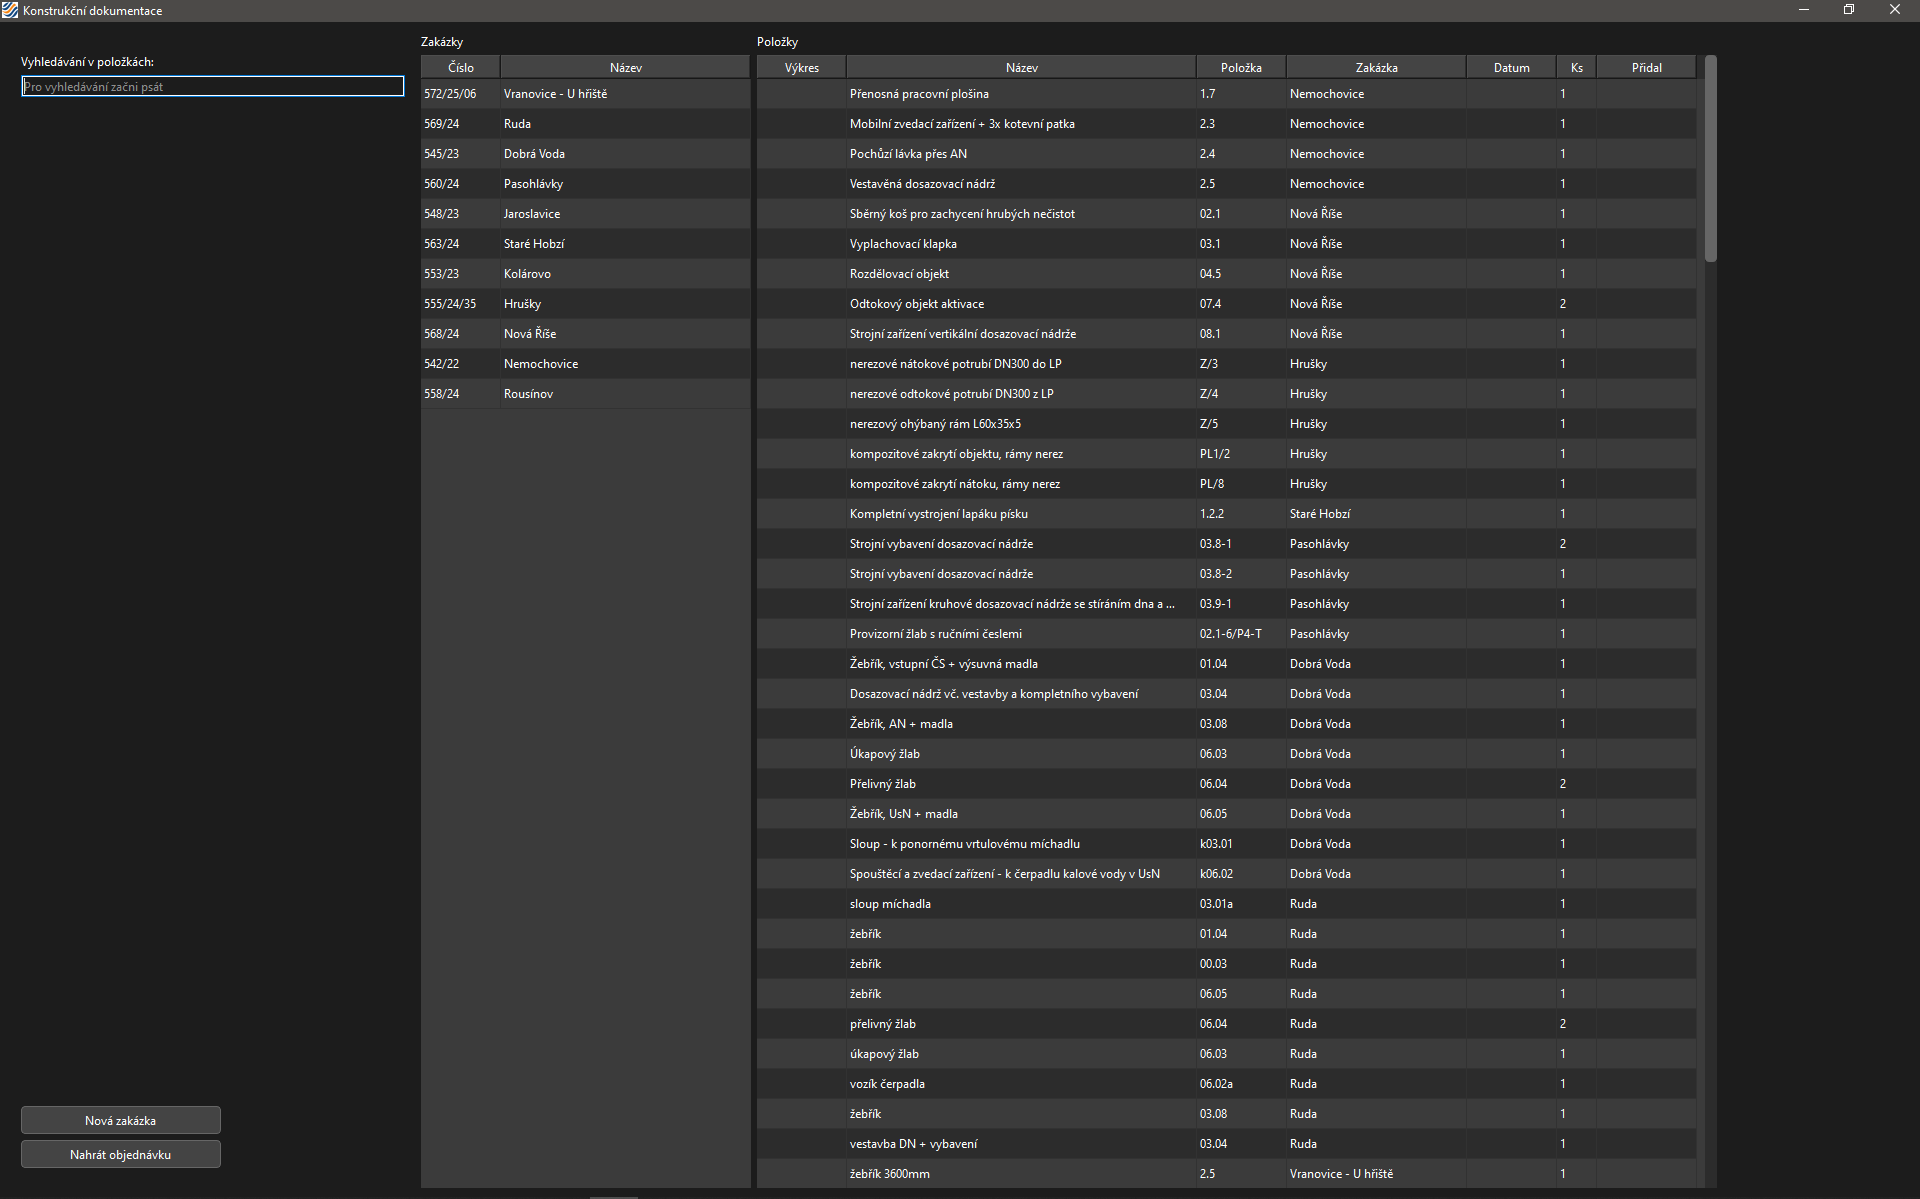 Konstrukční dokumentace
Vyhledávání v položkách:
Pro vyhledávání začni psát
Nová zakázka
Nahrát objednávku
Zakázky
Číslo Název
572/25/06 Vranovice - U hřiště
569/24 Ruda
545/23 Dobrá Voda
560/24 Pasohlávky
548/23 Jaroslavice
563/24 Staré Hobzí
553/23 Kolárovo
555/24/35 Hrušky
568/24 Nová Říše
542/22 Nemochovice
558/24 Rousínov
Položky
Výkres Název Položka Zakázka Datum Ks Přidal
Přenosná pracovní plošina 1.7 Nemochovice 1
Mobilní zvedací zařízení + 3x kotevní patka 2.3 Nemochovice 1
Pochůzí lávka přes AN 2.4 Nemochovice 1
Vestavěná dosazovací nádrž 2.5 Nemochovice 1
Sběrný koš pro zachycení hrubých nečistot 02.1 Nová Říše 1
Vyplachovací klapka 03.1 Nová Říše 1
Rozdělovací objekt 04.5 Nová Říše 1
Odtokový objekt aktivace 07.4 Nová Říše 2
Strojní zařízení vertikální dosazovací nádrže 08.1 Nová Říše 1
nerezové nátokové potrubí DN300 do LP Z/3 Hrušky 1
nerezové odtokové potrubí DN300 z LP Z/4 Hrušky 1
nerezový ohýbaný rám L60x35x5 Z/5 Hrušky 1
kompozitové zakrytí objektu, rámy nerez PL1/2 Hrušky 1
kompozitové zakrytí nátoku, rámy nerez PL/8 Hrušky 1
Kompletní vystrojení lapáku písku 1.2.2 Staré Hobzí 1
Strojní vybavení dosazovací nádrže 03.8-1 Pasohlávky 2
Strojní vybavení dosazovací nádrže 03.8-2 Pasohlávky 1
Strojní zařízení kruhové dosazovací nádrže se stíráním dna a ... 03.9-1 Pasohlávky 1
Provizorní žlab s ručními česlemi 02.1-6/P4-T Pasohlávky 1
Žebřík, vstupní ČS + výsuvná madla 01.04 Dobrá Voda 1
Dosazovací nádrž vč. vestavby a kompletního vybavení 03.04 Dobrá Voda 1
Žebřík, AN + madla 03.08 Dobrá Voda 1
Úkapový žlab 06.03 Dobrá Voda 1
Přelivný žlab 06.04 Dobrá Voda 2
Žebřík, UsN + madla 06.05 Dobrá Voda 1
Sloup - k ponornému vrtulovému míchadlu k03.01 Dobrá Voda 1
Spouštěcí a zvedací zařízení - k čerpadlu kalové vody v UsN k06.02 Dobrá Voda 1
sloup míchadla 03.01a Ruda 1
žebřík 01.04 Ruda 1
žebřík 00.03 Ruda 1
žebřík 06.05 Ruda 1
přelivný žlab 06.04 Ruda 2
úkapový žlab 06.03 Ruda 1
vozík čerpadla 06.02a Ruda 1
žebřík 03.08 Ruda 1
vestavba DN + vybavení 03.04 Ruda 1
žebřík 3600mm 2.5 Vranovice - U hřiště 1